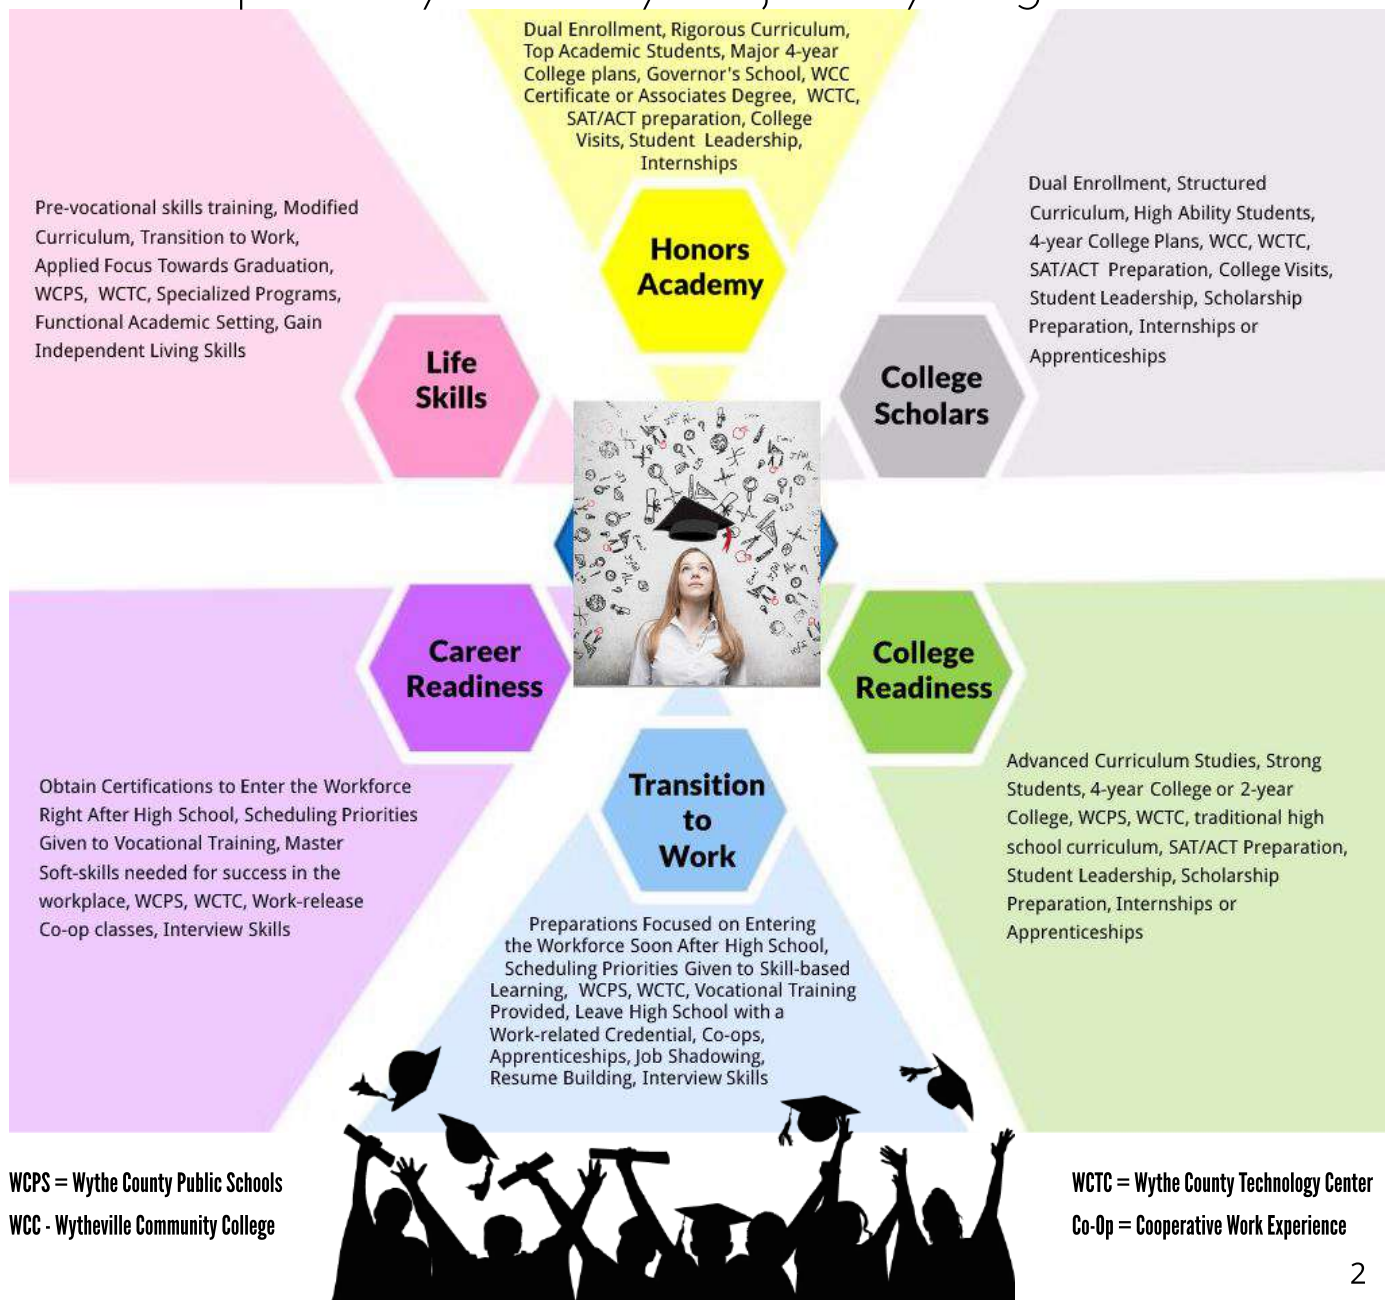 Dual Enrollment, Rigorous Curriculum,
Top Academic Students, Major 4-year
College plans, Governor's School, WCC
Certificate or Associates Degree, WCTC,
SAT/ACT preparation, College
Visits, Student Leadership,
Internships
Honors
Academy
Pre-vocational skills training, Modified
Curriculum, Transition to Work,
Applied Focus Towards Graduation,
WCPS, WCTC, Specialized Programs,
Functional Academic Setting, Gain
Independent Living Skills
Life
Skills
Dual Enrollment, Structured
Curriculum, High Ability Students,
4-year College Plans, WCC, WCTC,
SAT/ACT Preparation, College Visits,
Student Leadership, Scholarship
Preparation, Internships or
Apprenticeships
College
Scholars
Career
Readiness
Obtain Certifications to Enter the Workforce
Right After High School, Scheduling Priorities
Given to Vocational Training, Master
Soft-skills needed for success in the
workplace, WCPS, WCTC, Work-release
Co-op classes, Interview Skills
College
Readiness
Advanced Curriculum Studies, Strong
Students, 4-year College or 2-year
College, WCPS, WCTC, traditional high
school curriculum, SAT/ACT Preparation,
Student Leadership, Scholarship
Preparation, Internships or
Apprenticeships
Transition
to
Work
Preparations Focused on Entering
the Workforce Soon After High School,
Scheduling Priorities Given to Skill-based
Learning, WCPS, WCTC, Vocational Training
Provided, Leave High School with a
Work-related Credential, Co-ops,
Apprenticeships, Job Shadowing,
Resume Building, Interview Skills
WCPS = Wythe County Public Schools
WCC - Wytheville Community College
WCTC = Wythe County Technology Center
Co-Op = Cooperative Work Experience
2